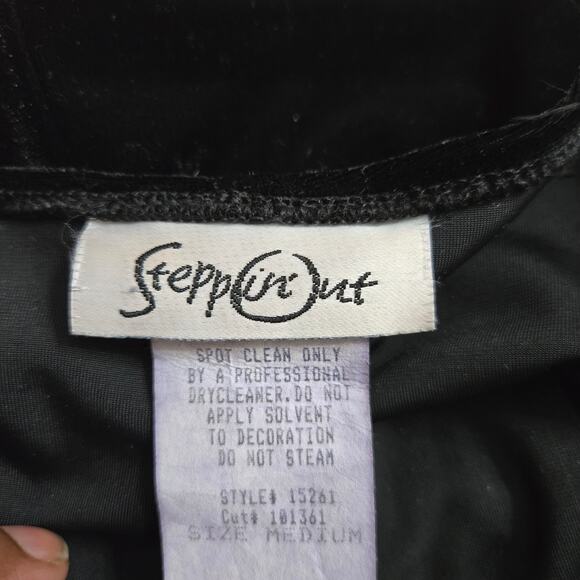 Steppin' Out
SPOT CLEAN ONLY
BY A PROFESSIONAL
DRYCLEANER.DO NOT
APPLY SOLVENT
TO DECORATION
DO NOT STEAM
STYLE# 15261
Cut# 101361
SIZE MEDIUM